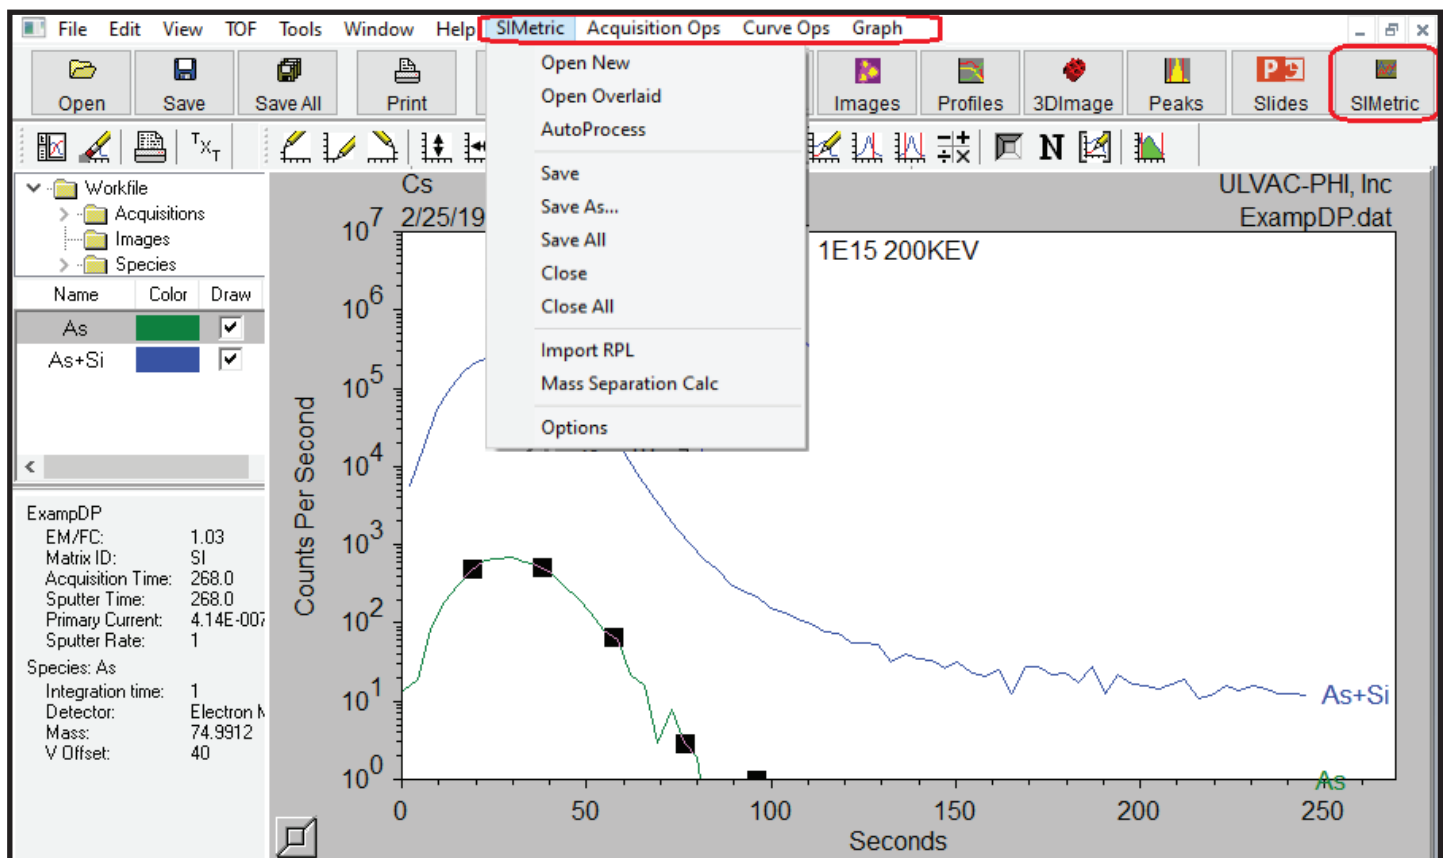 File Edit View TOF Tools Window Help SIMetric Acquisition Ops Curve Ops Graph
Open Save Save All Print Images Profiles 3DImage Peaks Slides SIMetric
Open New
Open Overlaid
AutoProcess
Save
Save As...
Save All
Close
Close All
Import RPL
Mass Separation Calc
Options
TXT
N
Workfile
Acquisitions
Images
Species
Name Color Draw
As
As+Si
ExampDP
EM/FC: 1.03
Matrix ID: SI
Acquisition Time: 268.0
Sputter Time: 268.0
Primary Current: 4.14E-007
Sputter Rate: 1
Species: As
Integration time: 1
Detector: Electron M
Mass: 74.9912
V Offset: 40
Cs ULVAC-PHI, Inc
2/25/19 ExampDP.dat
1E15 200KEV
10^7
10^6
10^5
10^4
10^3
10^2
10^1
10^0
Counts Per Second
As+Si
As
0 50 100 150 200 250
Seconds